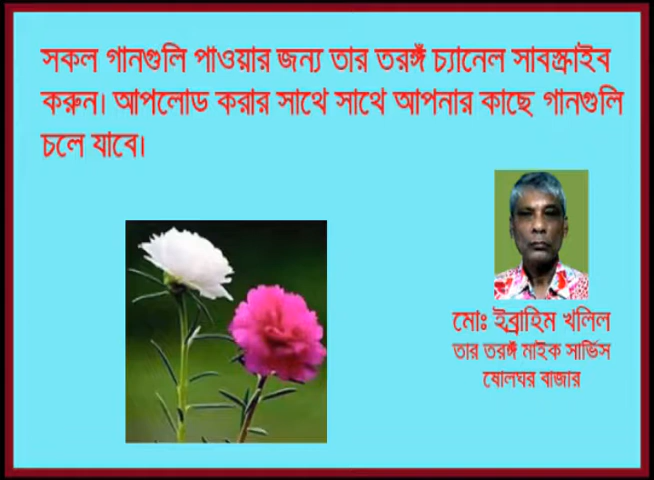 সকল গানগুলি পাওয়ার জন্য তার তরঙ্গঁ চ্যানেল সাবস্ক্রাইব
করুন। আপলোড করার সাথে সাথে আপনার কাছে গানগুলি
চলে যাবে।
মোঃ ইব্রাহিম খলিল
তার তরঙ্গঁ মাইক সার্ভিস
ষোলঘর বাজার